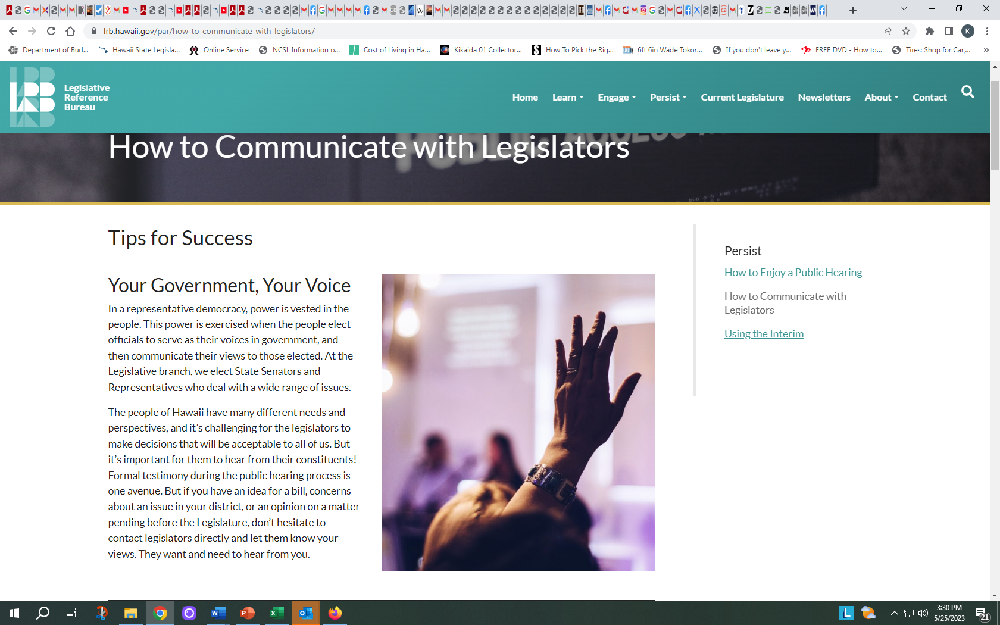 lrb.hawaii.gov/par/how-to-communicate-with-legislators/
K
Department of Bud...
Hawaii State Legisla...
Online Service
NCSL Information o...
Cost of Living in Ha...
Kikaida 01 Collector...
How To Pick the Rig...
6ft 6in Wade Tokor...
If you don't leave y...
FREE DVD - How to...
Tires: Shop for Car,...
»
Legislative
Reference
Bureau
Home
Learn
Engage
Persist
Current Legislature
Newsletters
About
Contact
How to Communicate with Legislators
Tips for Success
Your Government, Your Voice
In a representative democracy, power is vested in the
people. This power is exercised when the people elect
officials to serve as their voices in government, and
then communicate their views to those elected. At the
Legislative branch, we elect State Senators and
Representatives who deal with a wide range of issues.
The people of Hawaii have many different needs and
perspectives, and it's challenging for the legislators to
make decisions that will be acceptable to all of us. But
it's important for them to hear from their constituents!
Formal testimony during the public hearing process is
one avenue. But if you have an idea for a bill, concerns
about an issue in your district, or an opinion on a matter
pending before the Legislature, don't hesitate to
contact legislators directly and let them know your
views. They want and need to hear from you.
Persist
How to Enjoy a Public Hearing
How to Communicate with
Legislators
Using the Interim
L
3:30 PM
5/25/2023
21